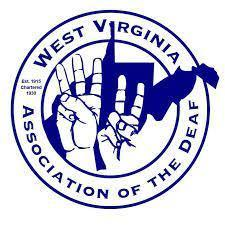 WEST VIRGINIA
Est. 1915
Chartered
1930
ASSOCIATION OF THE DEAF